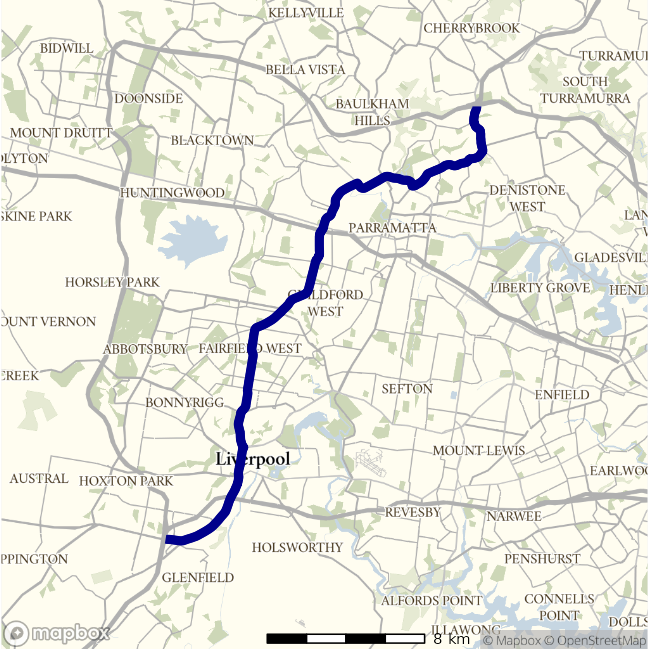 KELLYVILLE
CHERRYBROOK
BIDWILL
TURRAMU
BELLA VISTA
SOUTH
TURRAMURRA
DOONSIDE
BAULKHAM
HILLS
MOUNT DRUITT
BLACKTOWN
OLYTON
HUNTINGWOOD
DENISTONE
WEST
SKINE PARK
LAN
W
PARRAMATTA
GLADESVIL
HORSLEY PARK
LIBERTY GROVE
HENLE
GUILDFORD
WEST
OUNT VERNON
ABBOTSBURY
FAIRFIELD WEST
CREEK
SEFTON
ENFIELD
BONNYRIGG
MOUNT LEWIS
Liverpool
EARLWOO
AUSTRAL
HOXTON PARK
REVESBY
NARWEE
HOLSWORTHY
PPINGTON
PENSHURST
GLENFIELD
ALFORDS POINT
CONNELLS
POINT
DOLLS
ILLAWONG
mapbox
8 km
© Mapbox © OpenStreetMap